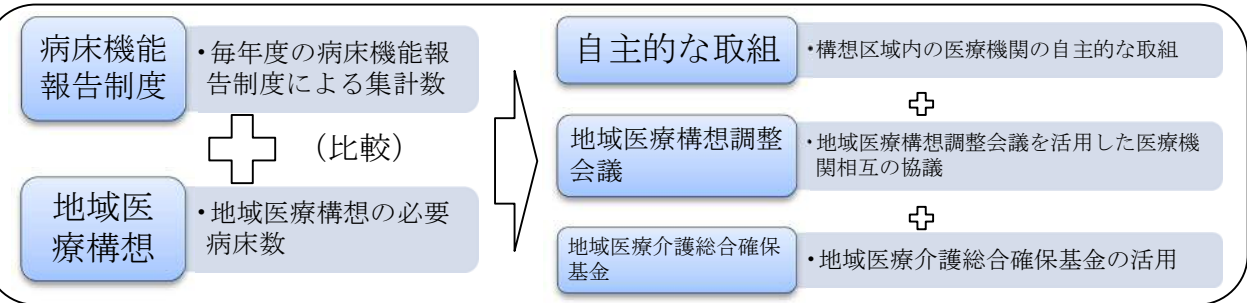 病床機能
報告制度
・毎年度の病床機能報
告制度による集計数
（比較）
地域医
療構想
・地域医療構想の必要
病床数
自主的な取組
・構想区域内の医療機関の自主的な取組
地域医療構想調整
会議
・地域医療構想調整会議を活用した医療機
関相互の協議
地域医療介護総合確保
基金
・地域医療介護総合確保基金の活用